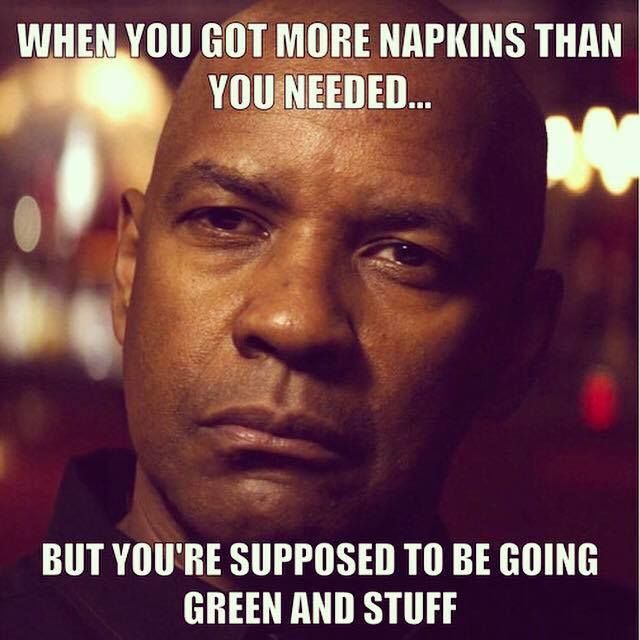 WHEN YOU GOT MORE NAPKINS THAN
YOU NEEDED...
BUT YOU'RE SUPPOSED TO BE GOING
GREEN AND STUFF